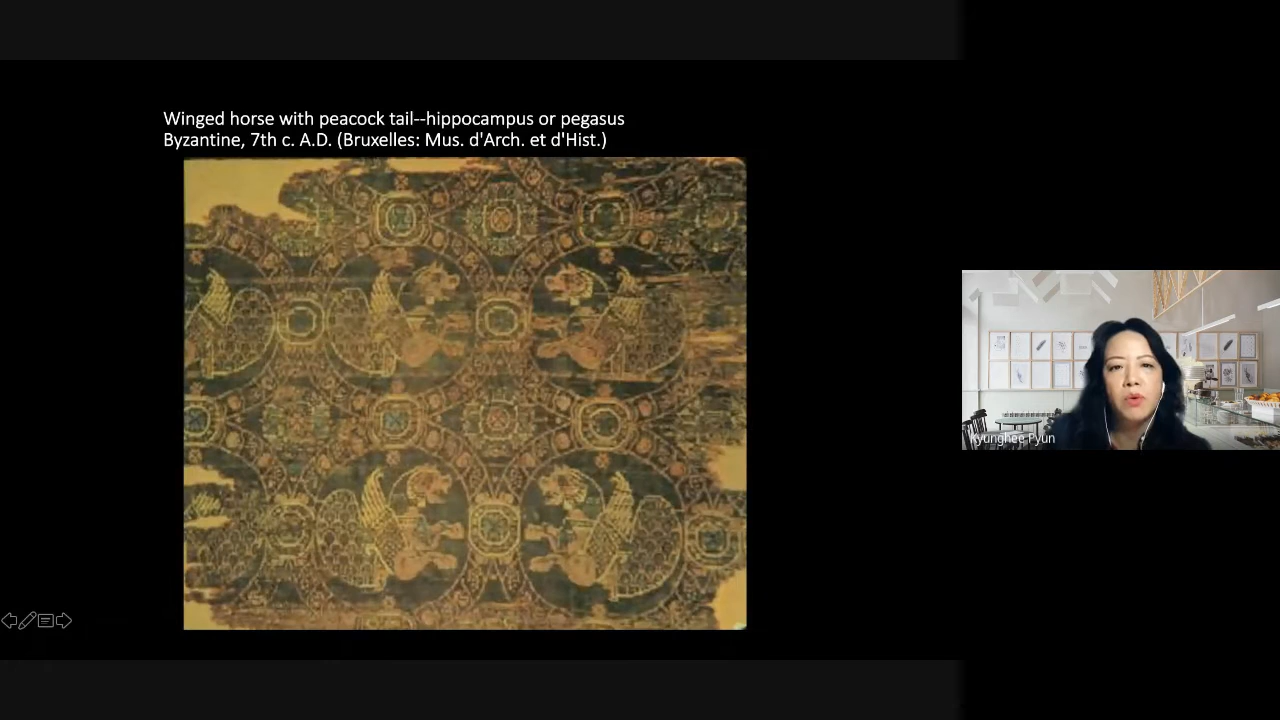 Winged horse with peacock tail--hippocampus or pegasus
Byzantine, 7th c. A.D. (Bruxelles: Mus. d'Arch. et d'Hist.)
Kyunghee Pyun